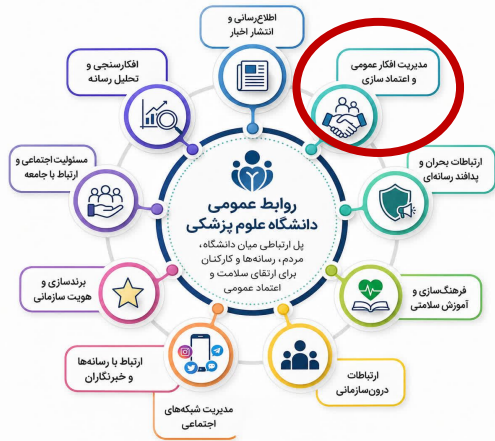 اطلاع‌رسانی و
انتشار اخبار
مدیریت افکار عمومی
و اعتماد سازی
ارتباطات بحران و
پدافند رسانه‌ای
فرهنگ‌سازی و
آموزش سلامتی
ارتباطات
درون‌سازمانی
مدیریت شبکه‌های
اجتماعی
ارتباط با رسانه‌ها
و خبرنگاران
برندسازی و
هویت سازمانی
مسئولیت اجتماعی و
ارتباط با جامعه
افکارسنجی و
تحلیل رسانه
روابط عمومی
دانشگاه علوم پزشکی
پل ارتباطی میان دانشگاه،
مردم، رسانه‌ها و کارکنان
برای ارتقای سلامت و
اعتماد عمومی